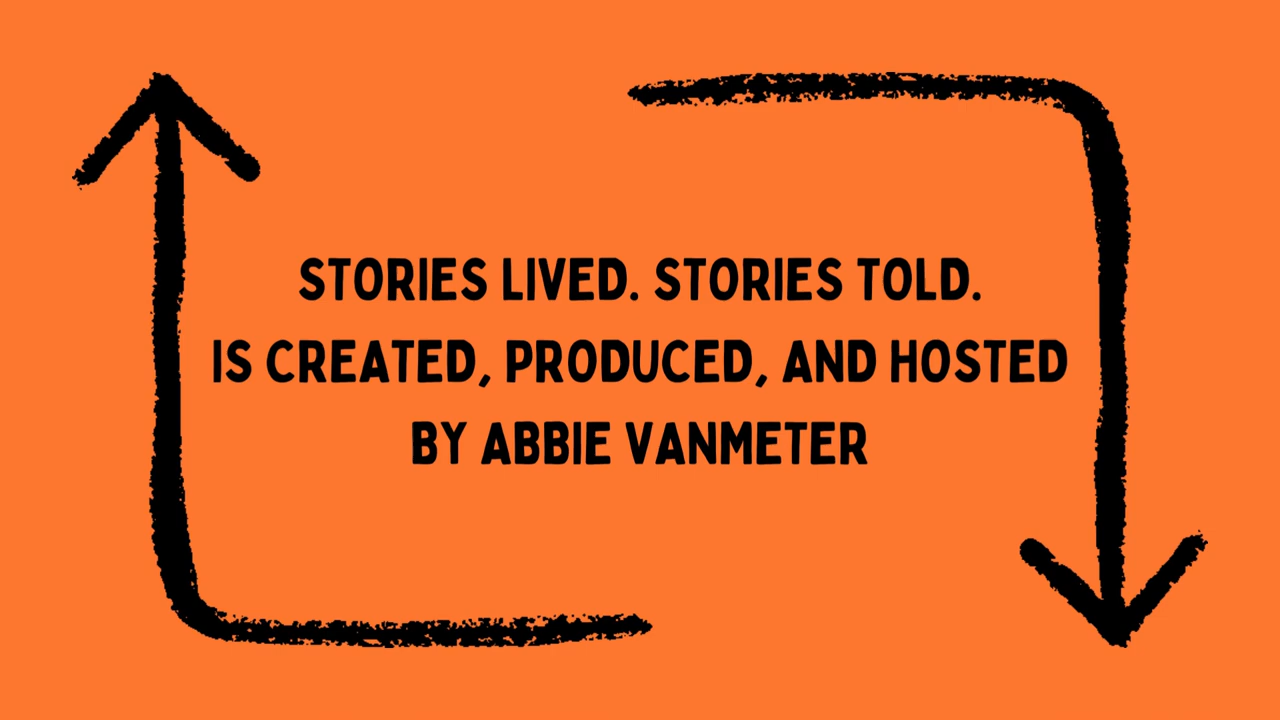 STORIES LIVED. STORIES TOLD.
IS CREATED, PRODUCED, AND HOSTED
BY ABBIE VANMETER